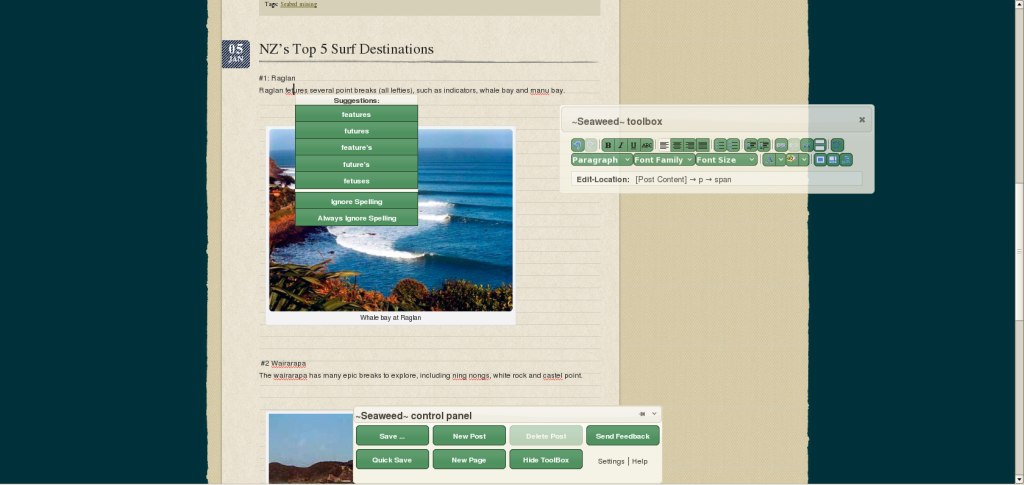 Tags: Seabed mining
05
JAN
NZ's Top 5 Surf Destinations
#1: Raglan
Raglan fetures several point breaks (all lefties), such as indicators, whale bay and manu bay.
Suggestions:
features
futures
feature's
future's
fetuses
Ignore Spelling
Always Ignore Spelling
Whale bay at Raglan
~Seaweed~ toolbox
B I U ABC
Paragraph Font Family Font Size
Edit-Location: [Post Content] → p → span
#2 Wairarapa
The wairarapa has many epic breaks to explore, including ning nongs, white rock and castel point.
~Seaweed~ control panel
Save ... New Post Delete Post Send Feedback
Quick Save New Page Hide ToolBox Settings | Help